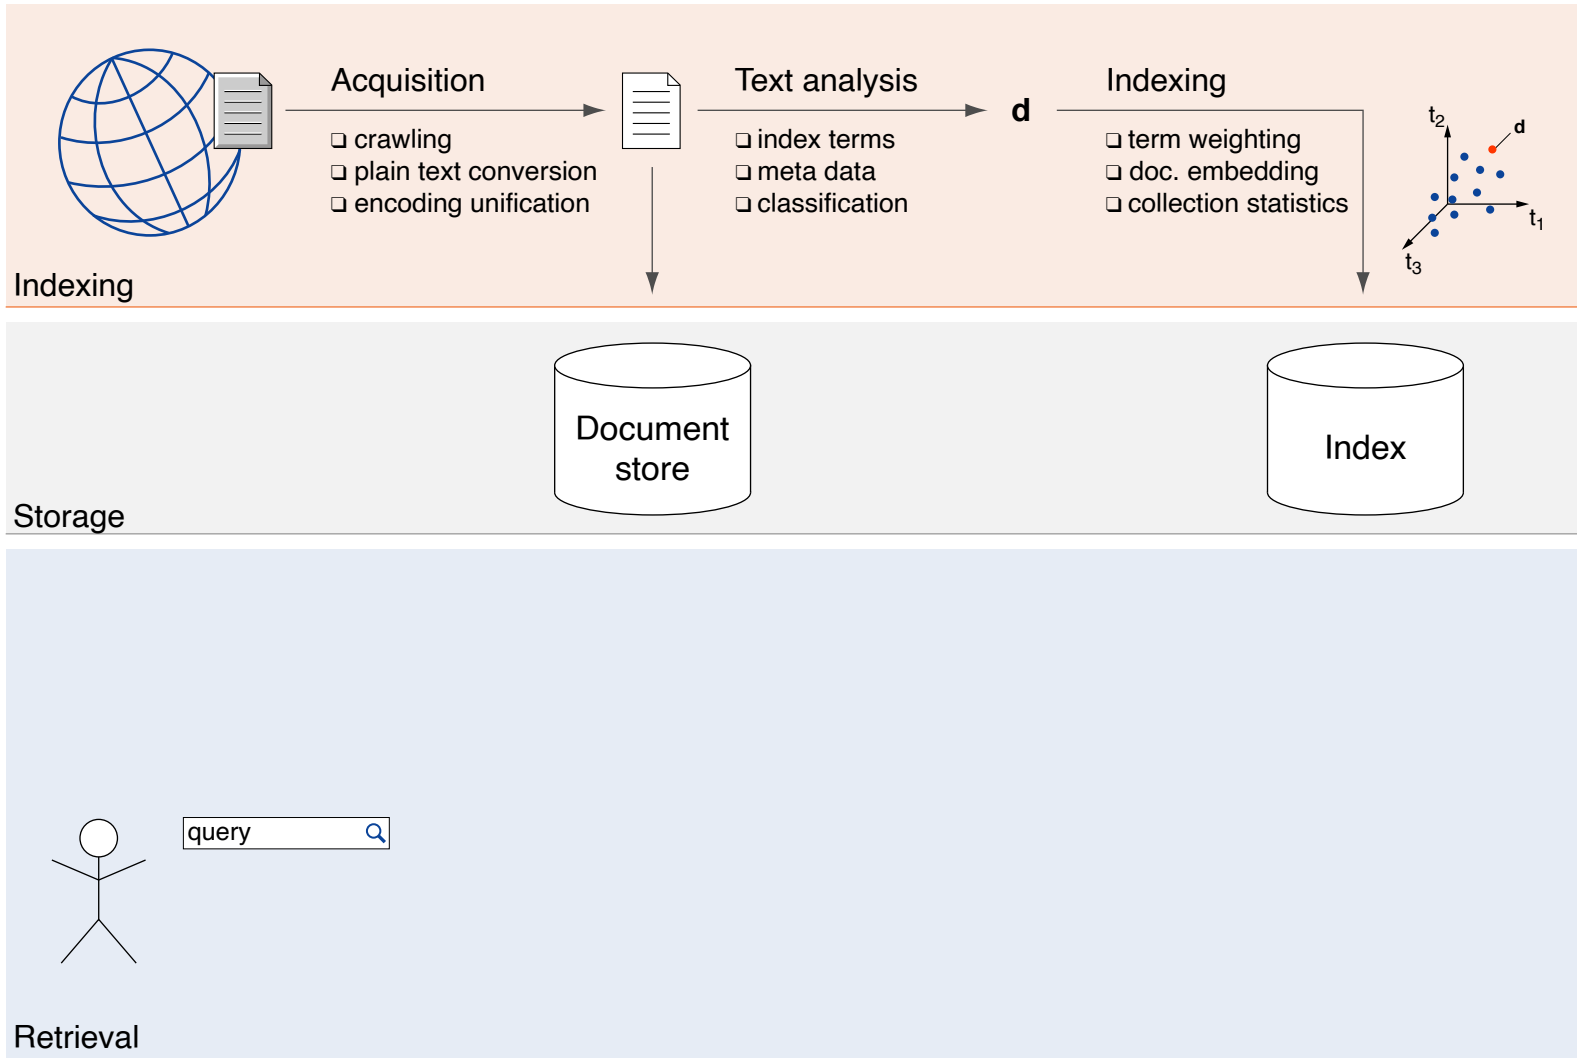 Acquisition
❑ crawling
❑ plain text conversion
❑ encoding unification
Text analysis
❑ index terms
❑ meta data
❑ classification
d
Indexing
❑ term weighting
❑ doc. embedding
❑ collection statistics
t2
d
t1
t3
Indexing
Document
store
Index
Storage
query
Retrieval